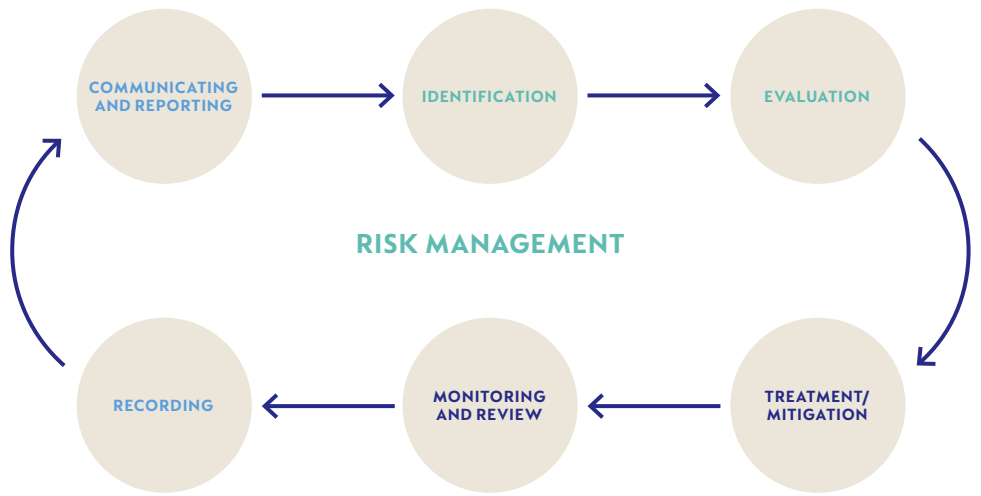 COMMUNICATING
AND REPORTING
IDENTIFICATION
EVALUATION
RISK MANAGEMENT
RECORDING
MONITORING
AND REVIEW
TREATMENT/
MITIGATION